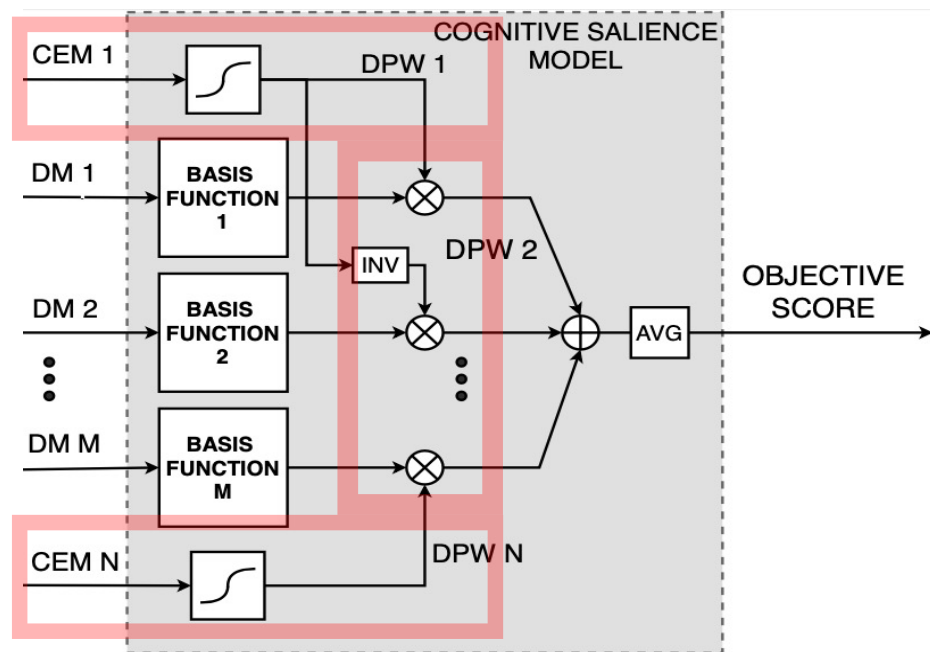 COGNITIVE SALIENCE
MODEL
CEM 1
DPW 1
DM 1
BASIS
FUNCTION
1
INV
DPW 2
DM 2
BASIS
FUNCTION
2
OBJECTIVE
SCORE
AVG
DM M
BASIS
FUNCTION
M
CEM N
DPW N